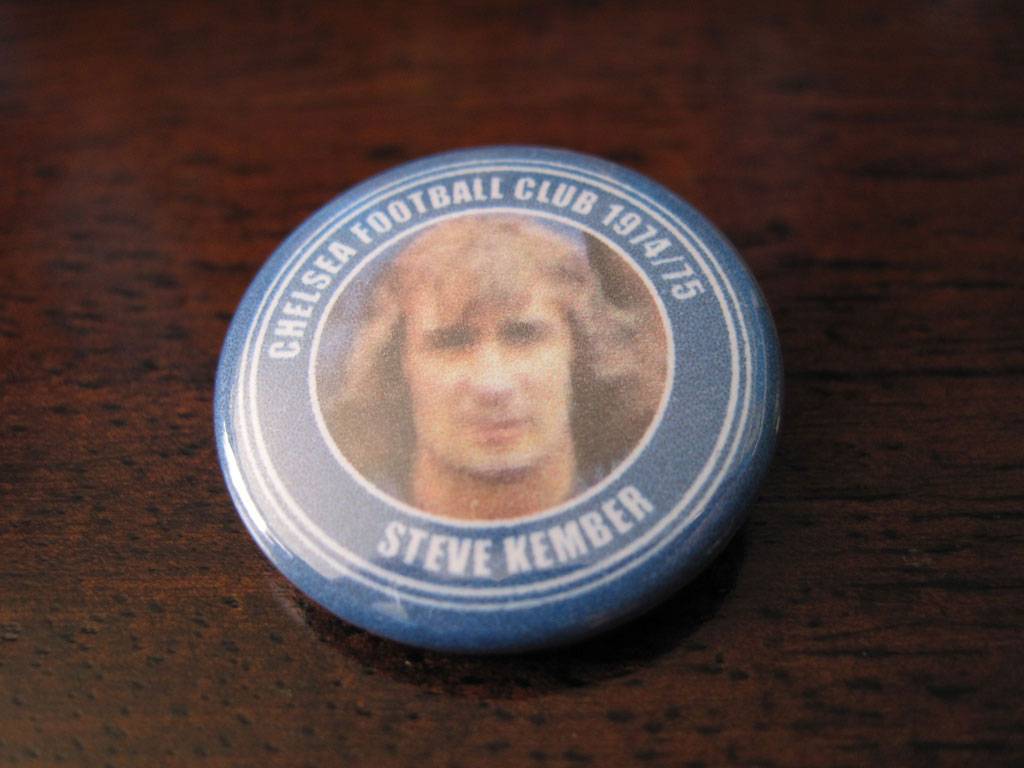 CHELSEA FOOTBALL CLUB 1974/75
STEVE KEMBER